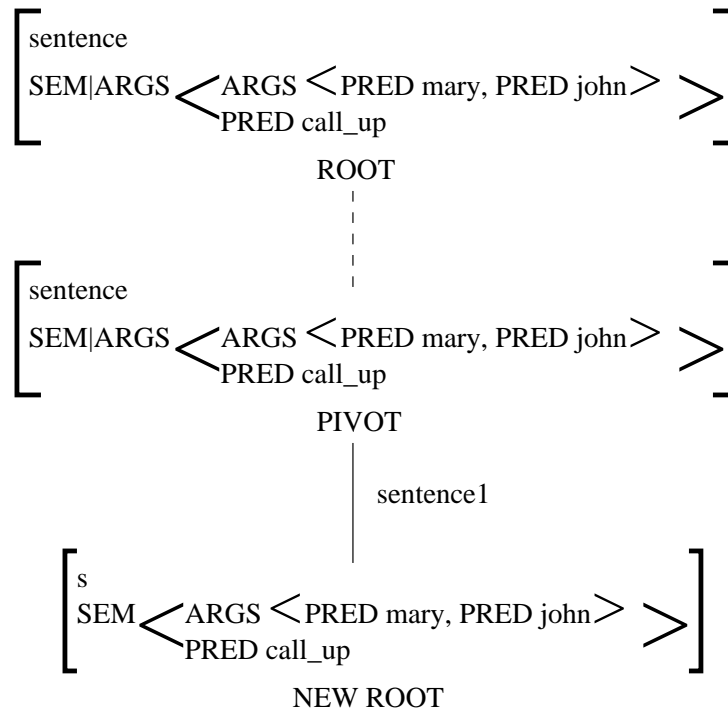 sentence
SEM|ARGS < ARGS < PRED mary, PRED john > >
PRED call_up
ROOT
sentence
SEM|ARGS < ARGS < PRED mary, PRED john > >
PRED call_up
PIVOT
sentence1
s
SEM < ARGS < PRED mary, PRED john > >
PRED call_up
NEW ROOT